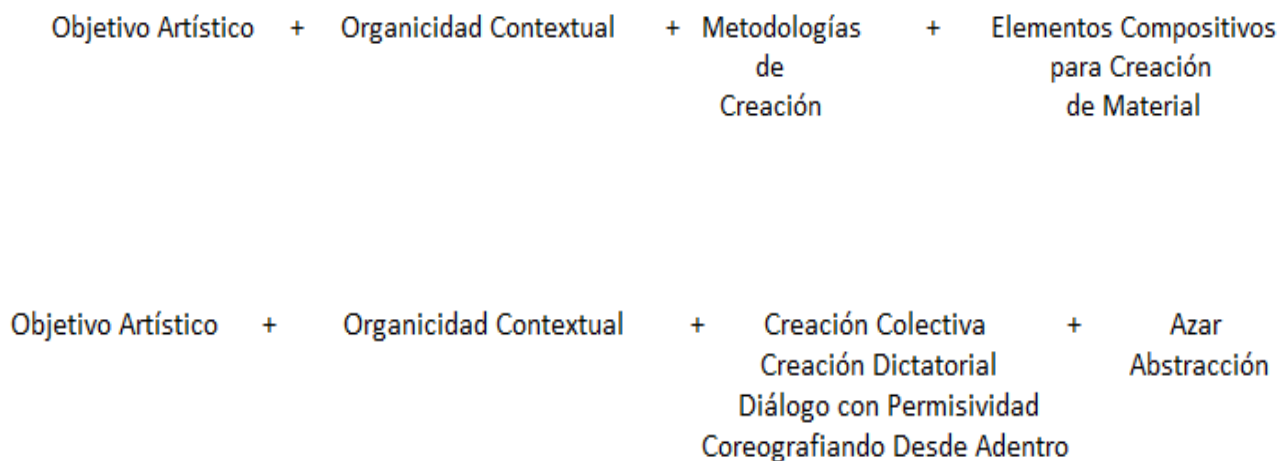 Objetivo Artístico + Organicidad Contextual + Metodologías + Elementos Compositivos
de para Creación
Creación de Material
Objetivo Artístico + Organicidad Contextual + Creación Colectiva + Azar
Creación Dictatorial Abstracción
Diálogo con Permisividad
Coreografiando Desde Adentro